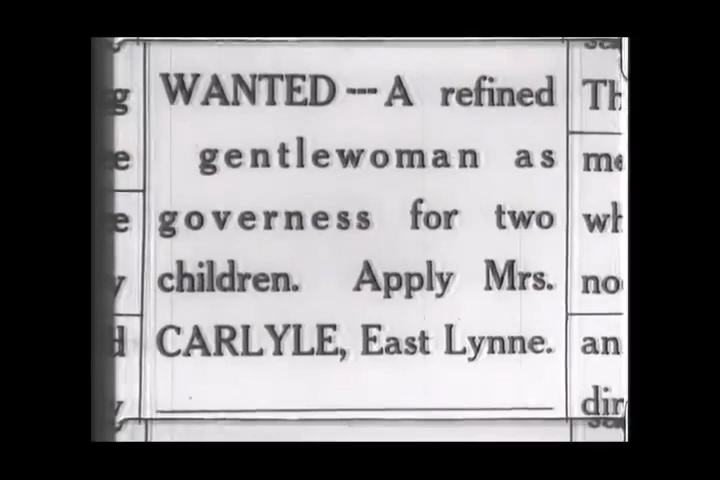 WANTED --- A refined
gentlewoman as
governess for two
children. Apply Mrs.
CARLYLE, East Lynne.